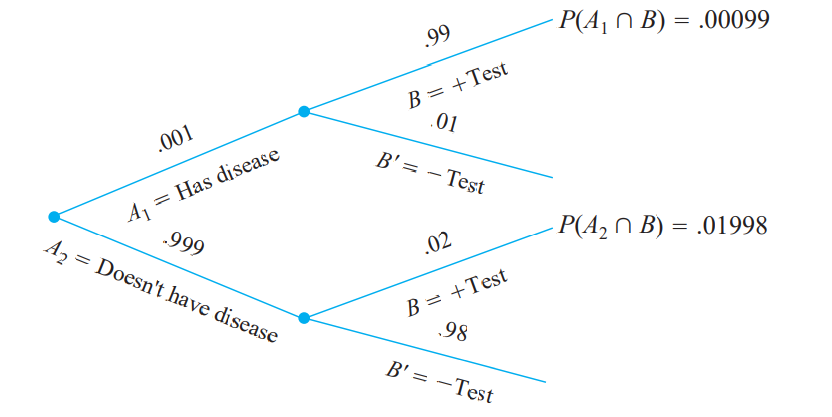 .99
P(A₁ ∩ B) = .00099
B = +Test
.01
.001
B′ = − Test
A₁ = Has disease
.999
P(A₂ ∩ B) = .01998
.02
A₂ = Doesn't have disease
B = +Test
.98
B′ = −Test